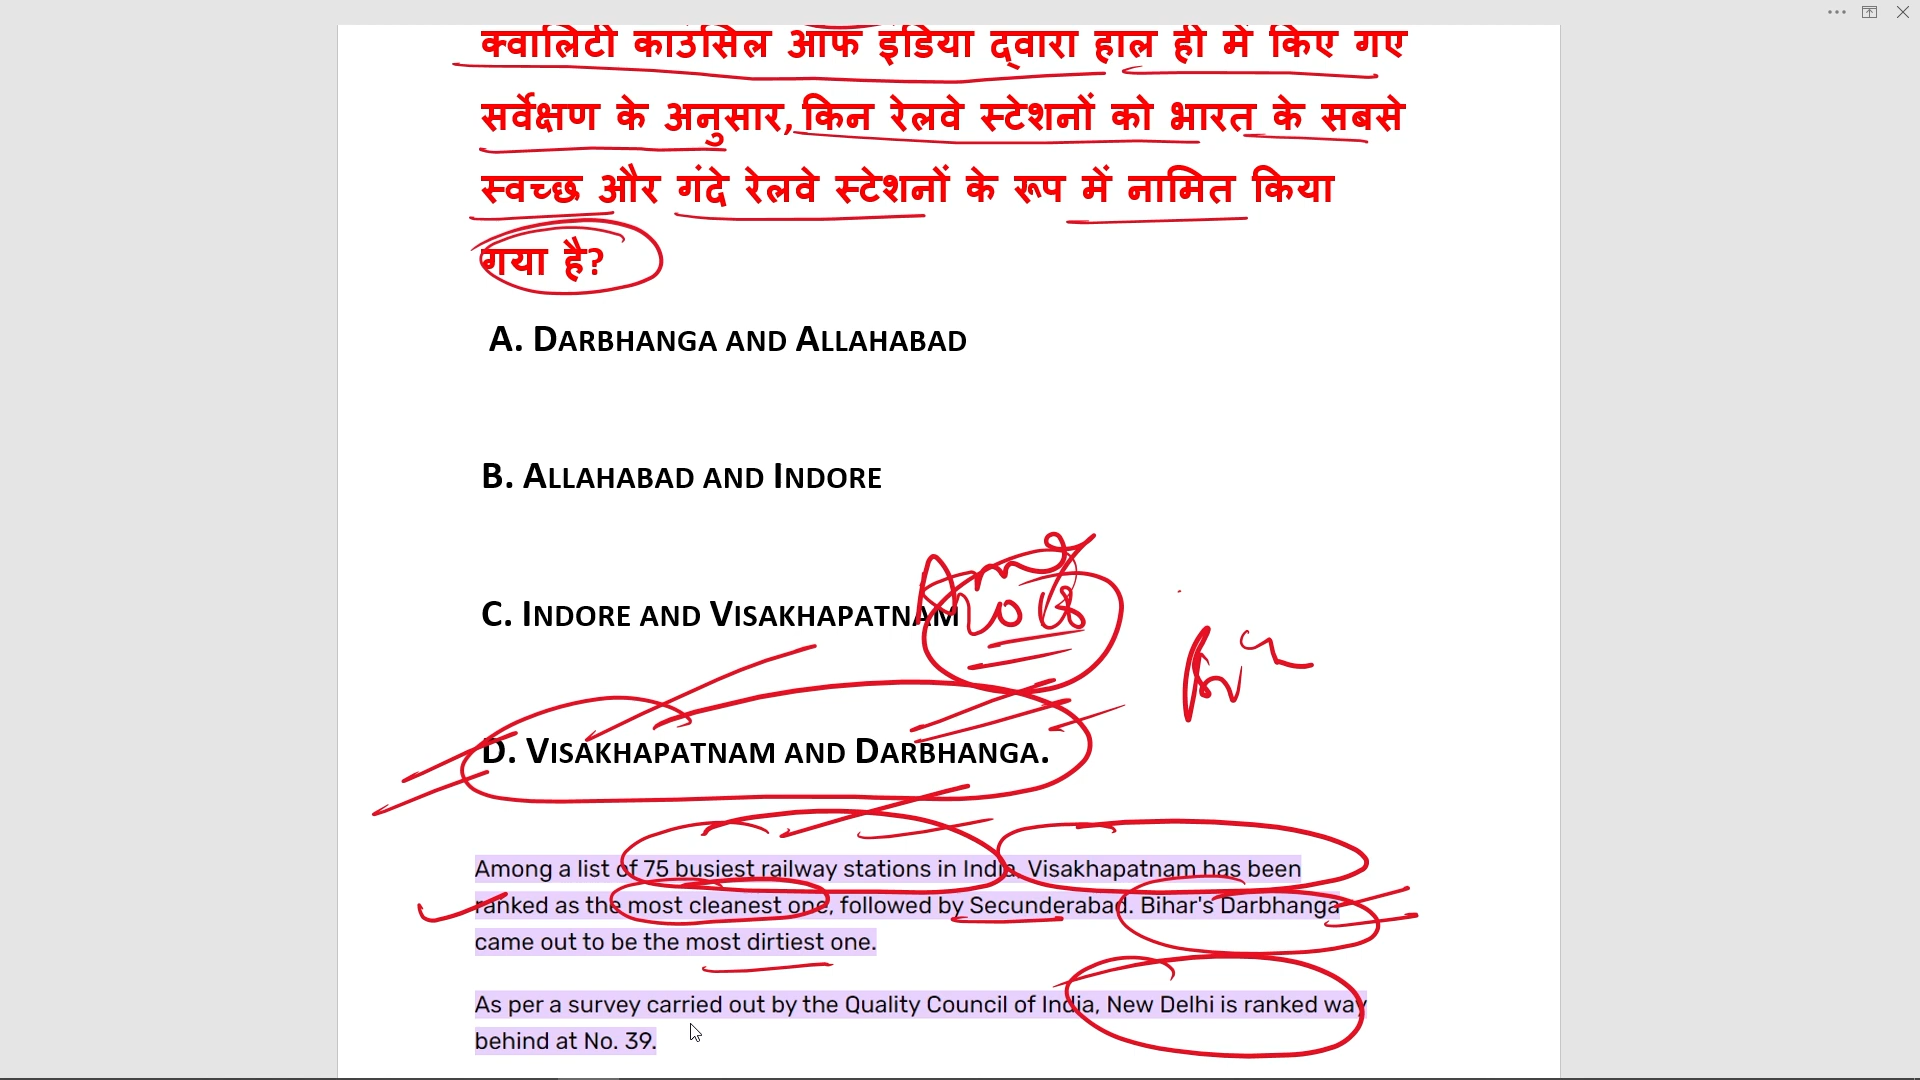 क्वालिटी काउंसिल ऑफ इंडिया द्वारा हाल ही में किए गए
सर्वेक्षण के अनुसार, किन रेलवे स्टेशनों को भारत के सबसे
स्वच्छ और गंदे रेलवे स्टेशनों के रूप में नामित किया
गया है?
A. DARBHANGA AND ALLAHABAD
B. ALLAHABAD AND INDORE
C. INDORE AND VISAKHAPATNAM
D. VISAKHAPATNAM AND DARBHANGA.
Among a list of 75 busiest railway stations in India, Visakhapatnam has been
ranked as the most cleanest one, followed by Secunderabad. Bihar's Darbhanga
came out to be the most dirtiest one.
As per a survey carried out by the Quality Council of India, New Delhi is ranked way
behind at No. 39.